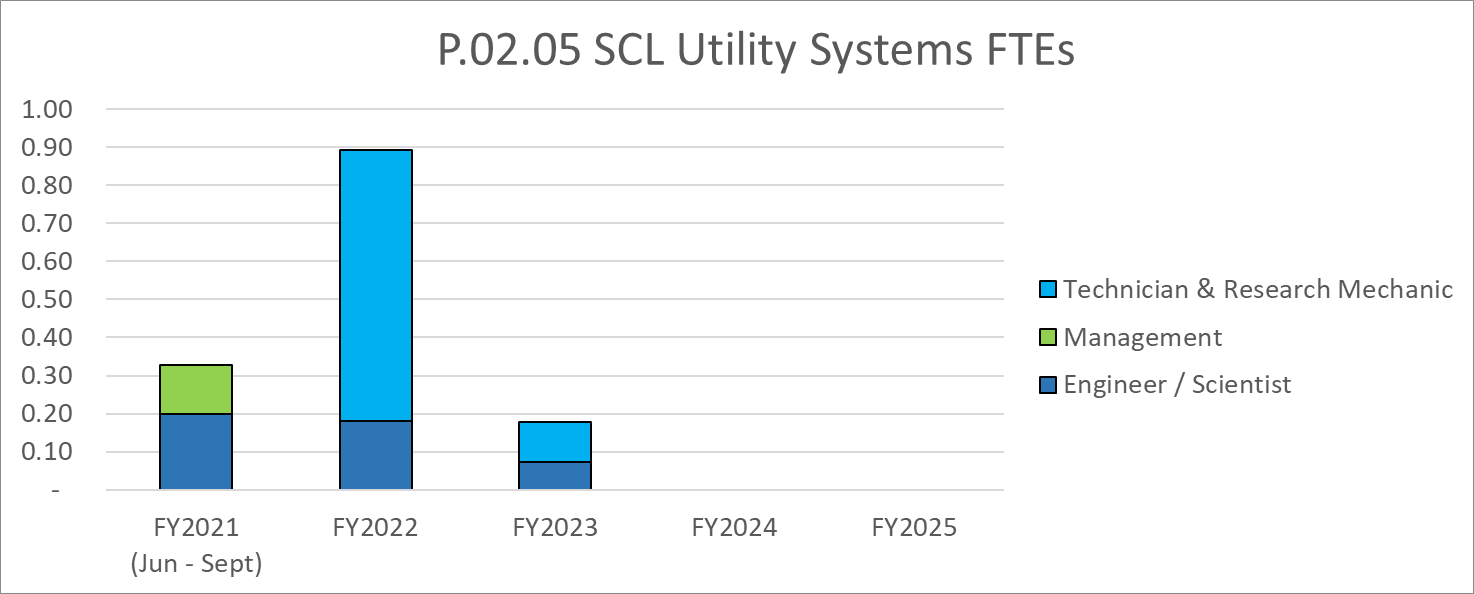 P.02.05 SCL Utility Systems FTEs
1.00
0.90
0.80
0.70
0.60
0.50
0.40
0.30
0.20
0.10
-
FY2021 FY2022 FY2023 FY2024 FY2025
(Jun - Sept)
Technician & Research Mechanic
Management
Engineer / Scientist